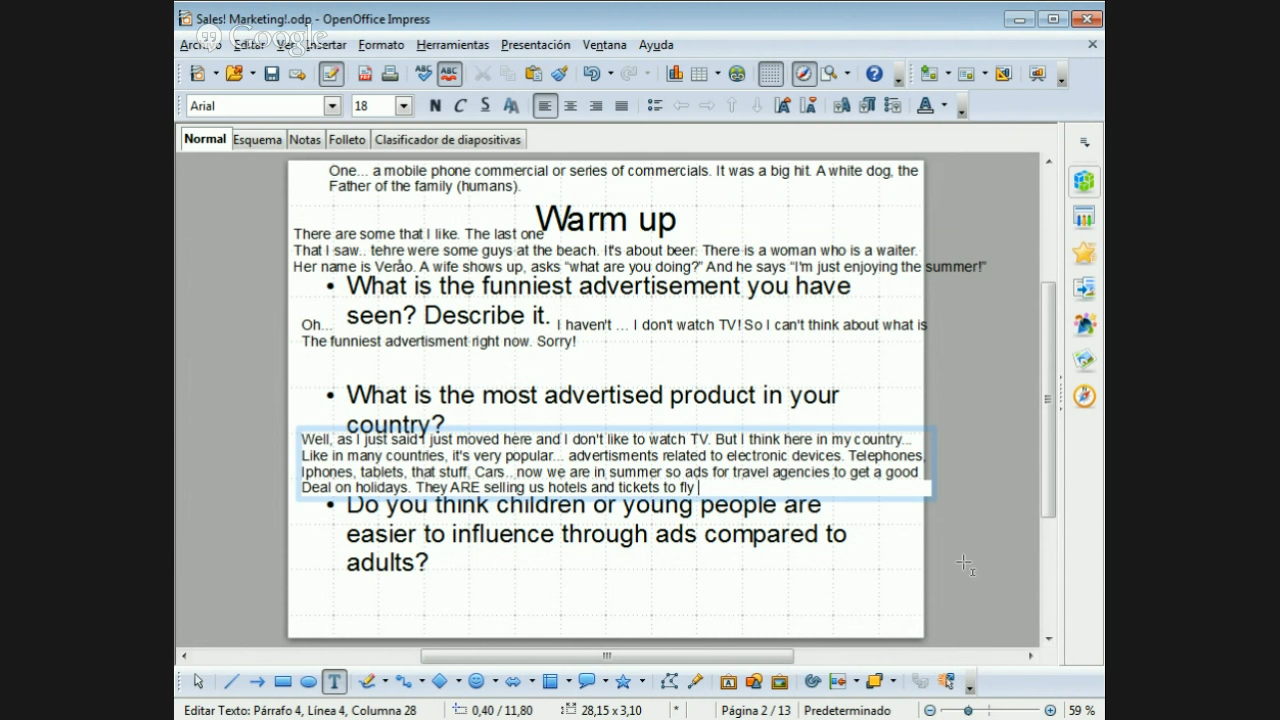 Sales! Marketing!.odp - OpenOffice Impress
Google
Archivo Editar Ver Insertar Formato Herramientas Presentación Ventana Ayuda
Arial 18 N C S
Normal Esquema Notas Folleto Clasificador de diapositivas
One... a mobile phone commercial or series of commercials. It was a big hit. A white dog, the
Father of the family (humans).
Warm up
There are some that I like. The last one
That I saw.. tehre were some guys at the beach. It's about beer. There is a woman who is a waiter.
Her name is Verão. A wife shows up, asks “what are you doing?” And he says “I'm just enjoying the summer!”
• What is the funniest advertisement you have
seen? Describe it.
Oh... I haven't ... I don't watch TV! So I can't think about what is
The funniest advertisment right now. Sorry!
• What is the most advertised product in your
country?
Well, as I just said I just moved here and I don't like to watch TV. But I think here in my country...
Like in many countries, it's very popular... advertisments related to electronic devices. Telephones,
Iphones, tablets, that stuff, Cars...now we are in summer so ads for travel agencies to get a good
Deal on holidays. They ARE selling us hotels and tickets to fly
• Do you think children or young people are
easier to influence through ads compared to
adults?
Editar Texto: Párrafo 4, Línea 4, Columna 28 0,40 / 11,80 28,15 x 3,10 * Página 2 / 13 Predeterminado 59 %